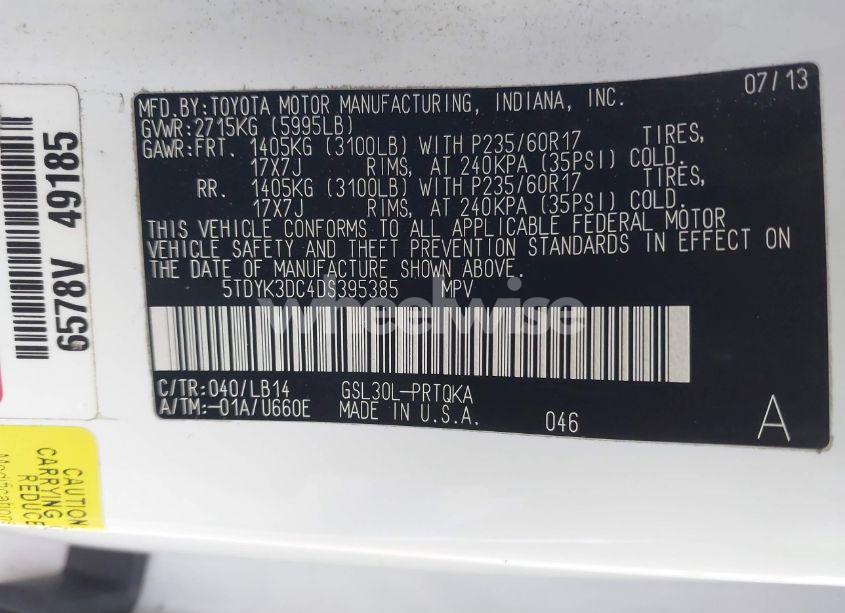 07/13
MFD.BY:TOYOTA MOTOR MANUFACTURING, INDIANA, INC.
GVWR:2715KG (5995LB)
GAWR:FRT. 1405KG (3100LB) WITH P235/60R17 TIRES,
17X7J RIMS, AT 240KPA (35PSI) COLD.
RR. 1405KG (3100LB) WITH P235/60R17 TIRES,
17X7J RIMS, AT 240KPA (35PSI) COLD.
THIS VEHICLE CONFORMS TO ALL APPLICABLE FEDERAL MOTOR
VEHICLE SAFETY AND THEFT PREVENTION STANDARDS IN EFFECT ON
THE DATE OF MANUFACTURE SHOWN ABOVE.
5TDYK3DC4DS395385 MPV
wheelwise
C/TR:040/LB14 GSL30L-PRTQKA
A/TM:-01A/U660E MADE IN U.S.A. 046 A
6578V 49185
CAUTION
CARRYING
REDUCE
Modification